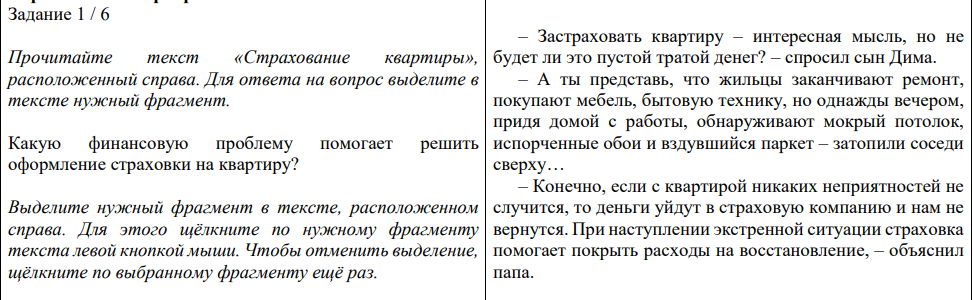 Задание 1 / 6
Прочитайте текст «Страхование квартиры»,
расположенный справа. Для ответа на вопрос выделите в
тексте нужный фрагмент.
Какую финансовую проблему помогает решить
оформление страховки на квартиру?
Выделите нужный фрагмент в тексте, расположенном
справа. Для этого щёлкните по нужному фрагменту
текста левой кнопкой мыши. Чтобы отменить выделение,
щёлкните по выбранному фрагменту ещё раз.
– Застраховать квартиру – интересная мысль, но не
будет ли это пустой тратой денег? – спросил сын Дима.
– А ты представь, что жильцы заканчивают ремонт,
покупают мебель, бытовую технику, но однажды вечером,
придя домой с работы, обнаруживают мокрый потолок,
испорченные обои и вздувшийся паркет – затопили соседи
сверху…
– Конечно, если с квартирой никаких неприятностей не
случится, то деньги уйдут в страховую компанию и нам не
вернутся. При наступлении экстренной ситуации страховка
помогает покрыть расходы на восстановление, – объяснил
папа.